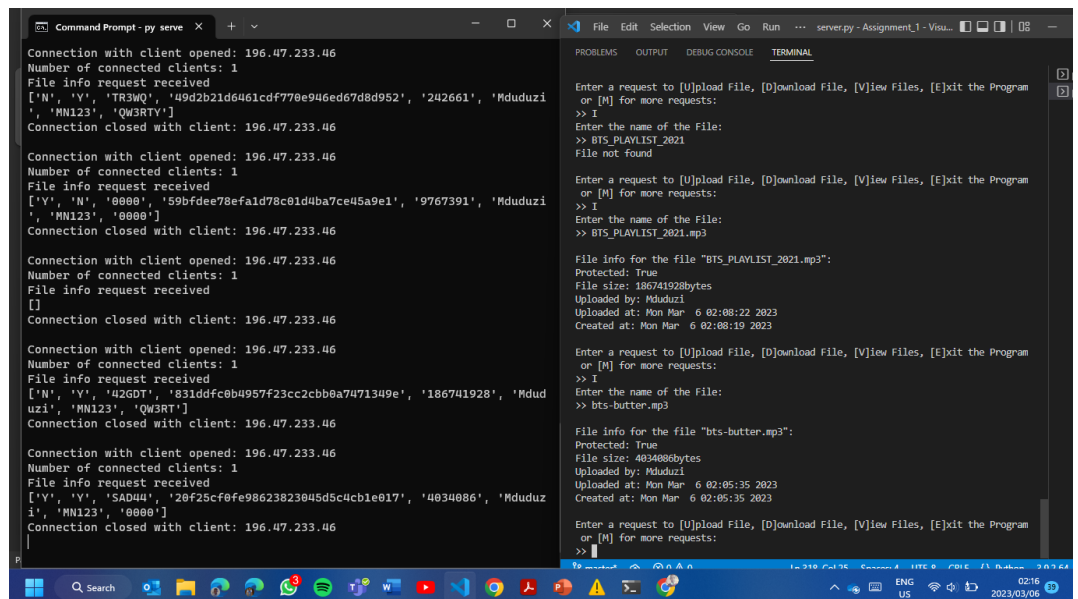 Command Prompt - py serve
Connection with client opened: 196.47.233.46
Number of connected clients: 1
File info request received
['N', 'Y', 'TR3WQ', '49d2b21d6461cdf770e946ed67d8d952', '242661', 'Mduduzi
', 'MN123', 'QW3RTY']
Connection closed with client: 196.47.233.46
Connection with client opened: 196.47.233.46
Number of connected clients: 1
File info request received
['Y', 'N', '0000', '59bfdee78efa1d78c01d4ba7ce45a9e1', '9767391', 'Mduduzi
', 'MN123', '0000']
Connection closed with client: 196.47.233.46
Connection with client opened: 196.47.233.46
Number of connected clients: 1
File info request received
[]
Connection closed with client: 196.47.233.46
Connection with client opened: 196.47.233.46
Number of connected clients: 1
File info request received
['N', 'Y', '42GDT', '831ddfc0b4957f23cc2cbb0a7471349e', '186741928', 'Mdud
uzi', 'MN123', 'QW3RT']
Connection closed with client: 196.47.233.46
Connection with client opened: 196.47.233.46
Number of connected clients: 1
File info request received
['Y', 'Y', 'SAD44', '20f25cf0fe98623823045d5c4cb1e017', '4034086', 'Mduduz
i', 'MN123', '0000']
Connection closed with client: 196.47.233.46
File Edit Selection View Go Run ··· server.py - Assignment_1 - Visu...
PROBLEMS OUTPUT DEBUG CONSOLE TERMINAL
Enter a request to [U]pload File, [D]ownload File, [V]iew Files, [E]xit the Program
or [M] for more requests:
>> I
Enter the name of the File:
>> BTS_PLAYLIST_2021
File not found
Enter a request to [U]pload File, [D]ownload File, [V]iew Files, [E]xit the Program
or [M] for more requests:
>> I
Enter the name of the File:
>> BTS_PLAYLIST_2021.mp3
File info for the file "BTS_PLAYLIST_2021.mp3":
Protected: True
File size: 186741928bytes
Uploaded by: Mduduzi
Uploaded at: Mon Mar  6 02:08:22 2023
Created at: Mon Mar  6 02:08:19 2023
Enter a request to [U]pload File, [D]ownload File, [V]iew Files, [E]xit the Program
or [M] for more requests:
>> I
Enter the name of the File:
>> bts-butter.mp3
File info for the file "bts-butter.mp3":
Protected: True
File size: 4034086bytes
Uploaded by: Mduduzi
Uploaded at: Mon Mar  6 02:05:35 2023
Created at: Mon Mar  6 02:05:35 2023
Enter a request to [U]pload File, [D]ownload File, [V]iew Files, [E]xit the Program
or [M] for more requests:
>>
Search
3
ENG
US
02:16
2023/03/06
39